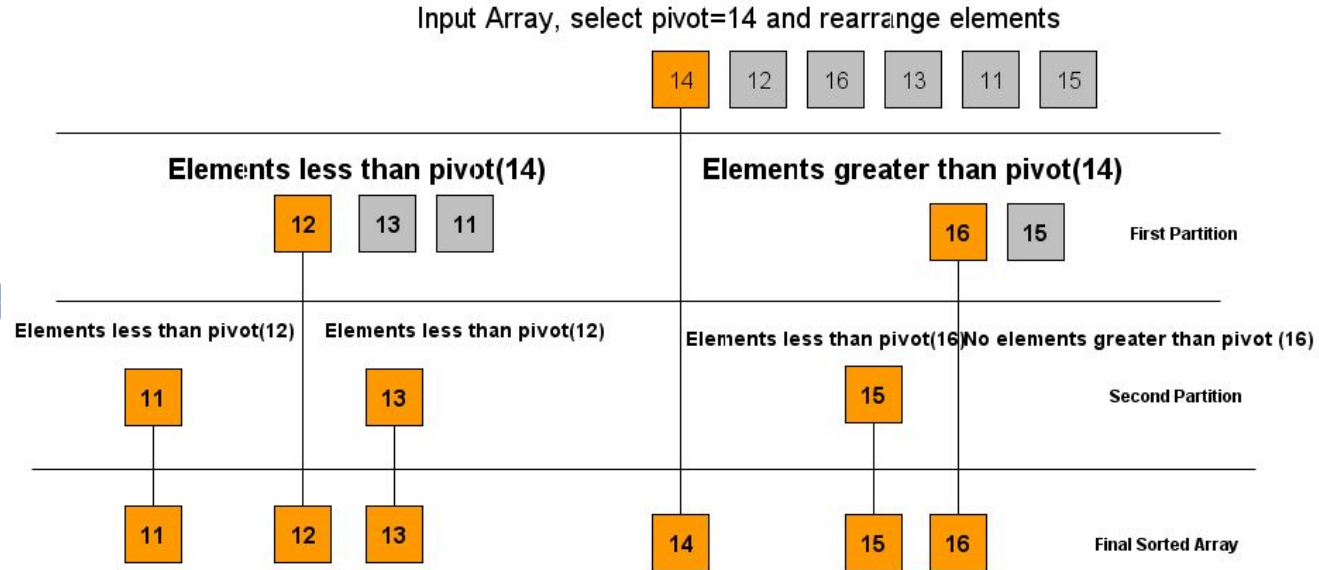 Input Array, select pivot=14 and rearrange elements
14 12 16 13 11 15
Elements less than pivot(14) Elements greater than pivot(14)
12 13 11 16 15 First Partition
Elements less than pivot(12) Elements less than pivot(12) Elements less than pivot(16) No elements greater than pivot (16)
11 13 15 Second Partition
11 12 13 14 15 16 Final Sorted Array